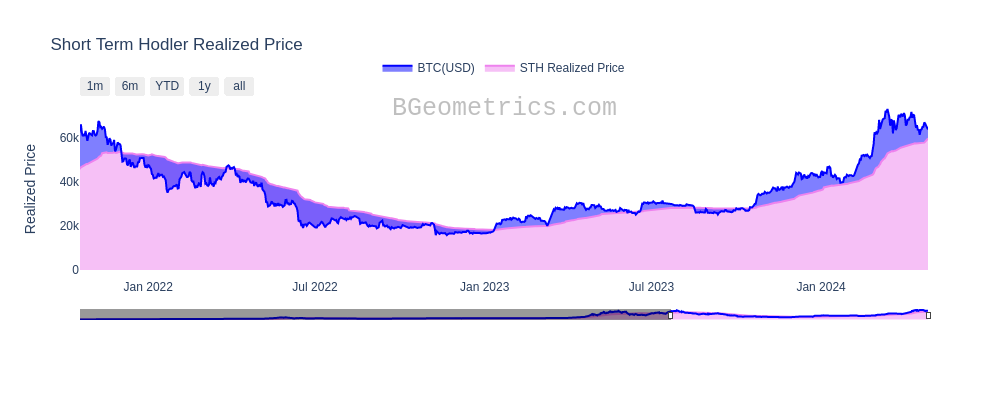 Short Term Hodler Realized Price
BTC(USD) STH Realized Price
1m 6m YTD 1y all
BGeometrics.com
Realized Price
60k
40k
20k
0
Jan 2022 Jul 2022 Jan 2023 Jul 2023 Jan 2024